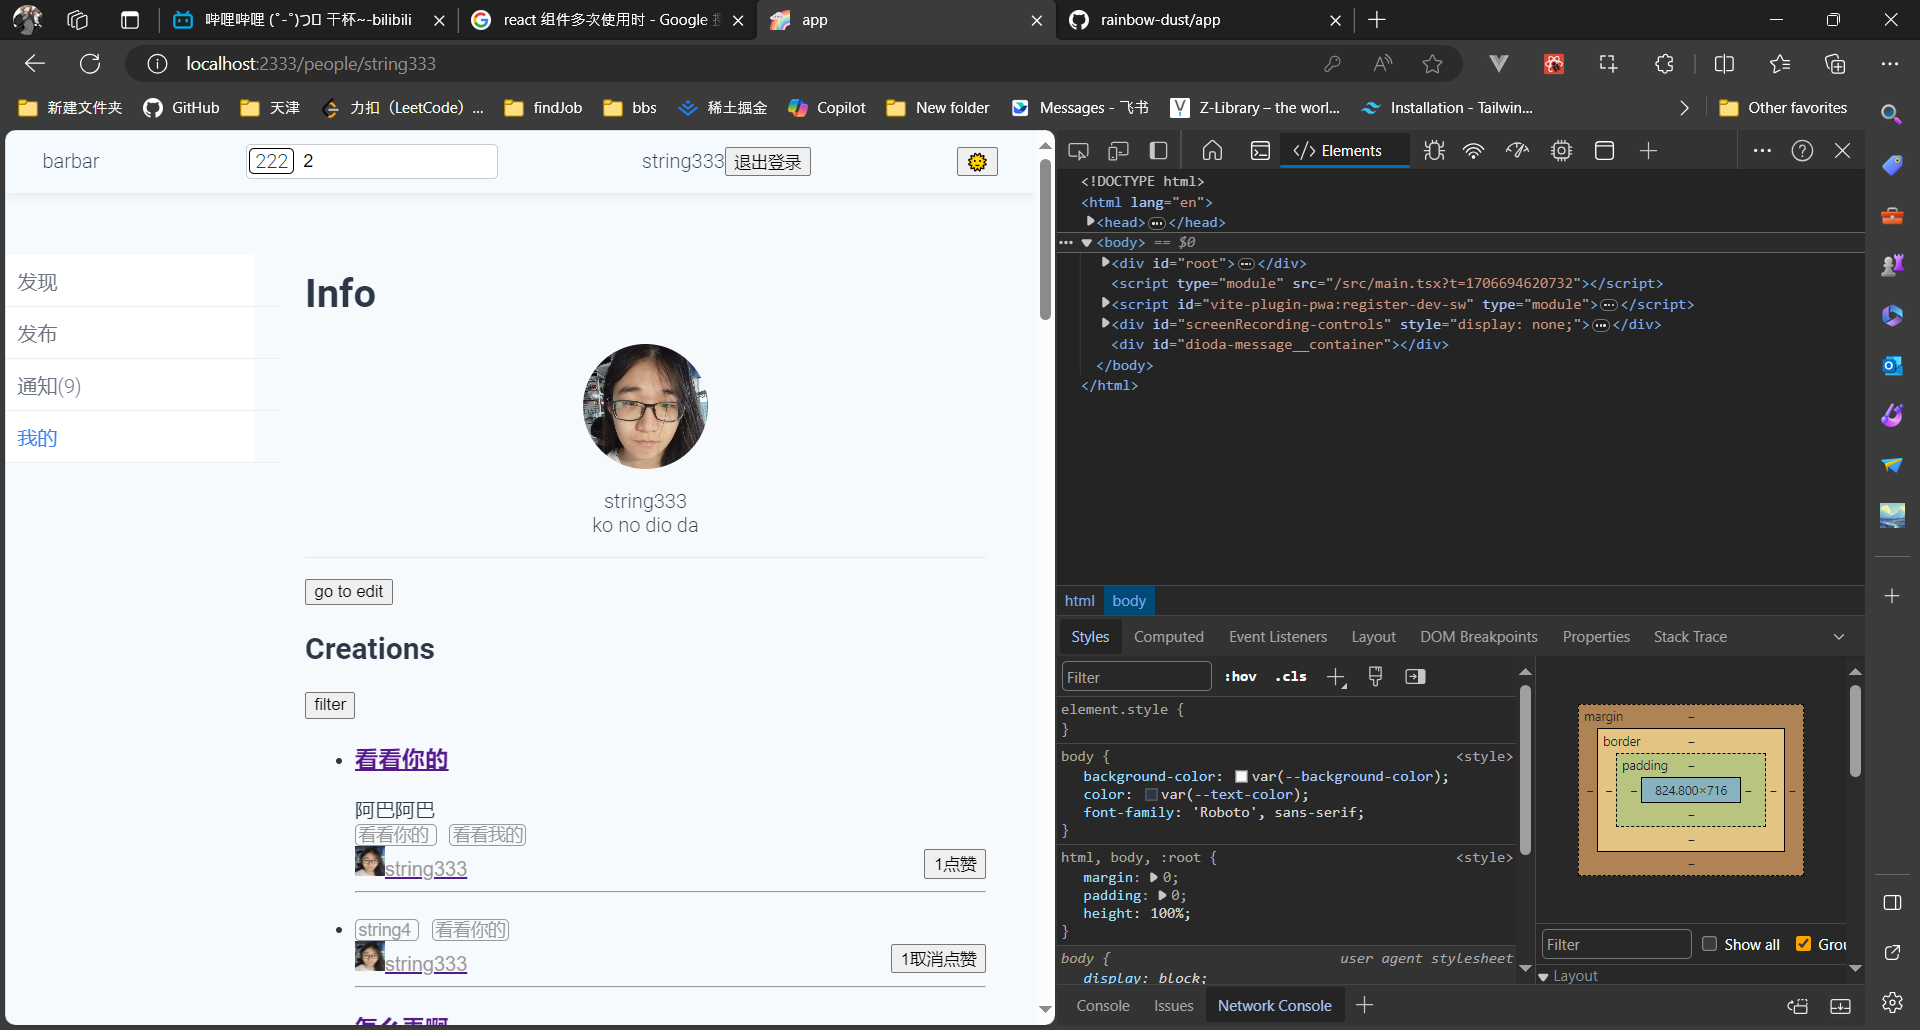 哔哩哔哩 (゜-゜)つロ 干杯~-bilibili
react 组件多次使用时 - Google
app
rainbow-dust/app
localhost:2333/people/string333
新建文件夹
GitHub
天津
力扣（LeetCode）...
findJob
bbs
稀土掘金
Copilot
New folder
Messages - 飞书
Z-Library – the worl...
Installation - Tailwin...
Other favorites
barbar
222 2
string333 退出登录
发现
发布
通知(9)
我的
Info
string333
ko no dio da
go to edit
Creations
filter
看看你的
阿巴阿巴
看看你的 看看我的
string333
1点赞
string4 看看你的
string333
1取消点赞
Elements
<!DOCTYPE html>
<html lang="en">
<head>…</head>
<body> == $0
<div id="root">…</div>
<script type="module" src="/src/main.tsx?t=1706694620732"></script>
<script id="vite-plugin-pwa:register-dev-sw" type="module">…</script>
<div id="screenRecording-controls" style="display: none;">…</div>
<div id="dioda-message__container"></div>
</body>
</html>
html body
Styles Computed Event Listeners Layout DOM Breakpoints Properties Stack Trace
Filter :hov .cls
element.style {
}
body { <style>
background-color: var(--background-color);
color: var(--text-color);
font-family: 'Roboto', sans-serif;
}
html, body, :root { <style>
margin: 0;
padding: 0;
height: 100%;
}
body { user agent stylesheet
display: block;
margin –
border –
padding –
– – – 824.800×716 – – –
–
–
–
Filter Show all Grou
Layout
Console Issues Network Console